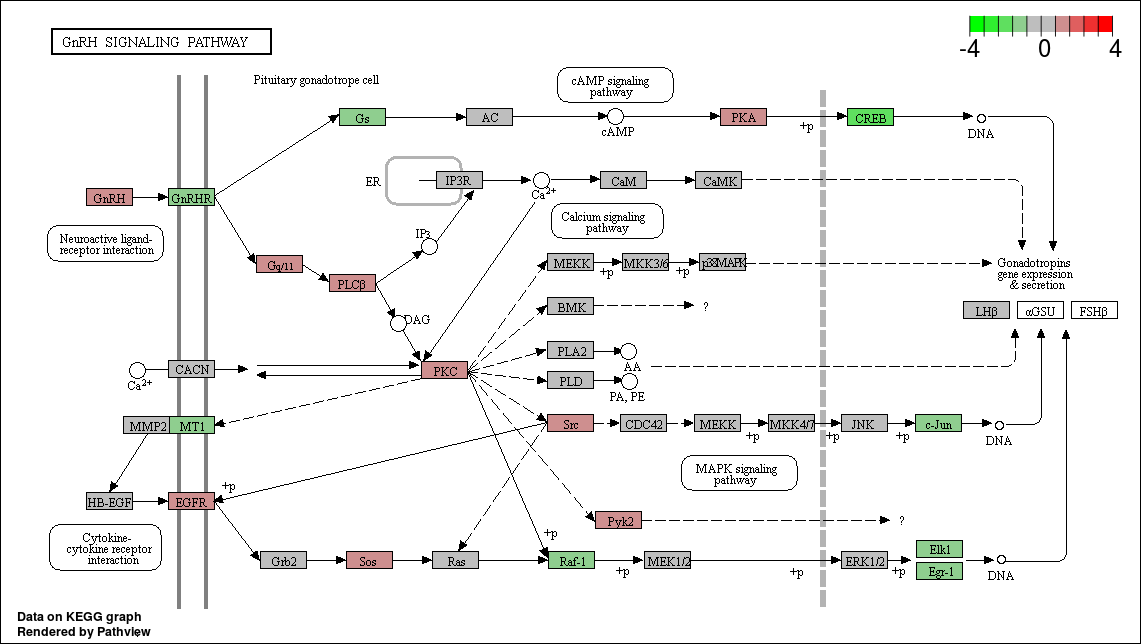 GnRH SIGNALING PATHWAY
-4 0 4
Pituitary gonadotrope cell
cAMP signaling
pathway
Gs
AC
cAMP
PKA
+p
CREB
DNA
ER
IP3R
Ca2+
CaM
CaMK
GnRH
GnRHR
Neuroactive ligand-
receptor interaction
Calcium signaling
pathway
IP3
Gq/11
PLCβ
DAG
MEKK
+p
MKK3/6
+p
p38MAPK
Gonadotropins
gene expression
& secretion
BMK
?
LHβ
αGSU
FSHβ
PLA2
AA
Ca2+
CACN
PKC
PLD
PA, PE
MMP2
MT1
Src
CDC42
MEKK
+p
MKK4/7
+p
JNK
+p
c-Jun
DNA
MAPK signaling
pathway
HB-EGF
EGFR
+p
Pyk2
?
Cytokine-
cytokine receptor
interaction
Grb2
Sos
Ras
+p
Raf-1
+p
MEK1/2
+p
ERK1/2
+p
Elk1
Egr-1
DNA
Data on KEGG graph
Rendered by Pathview